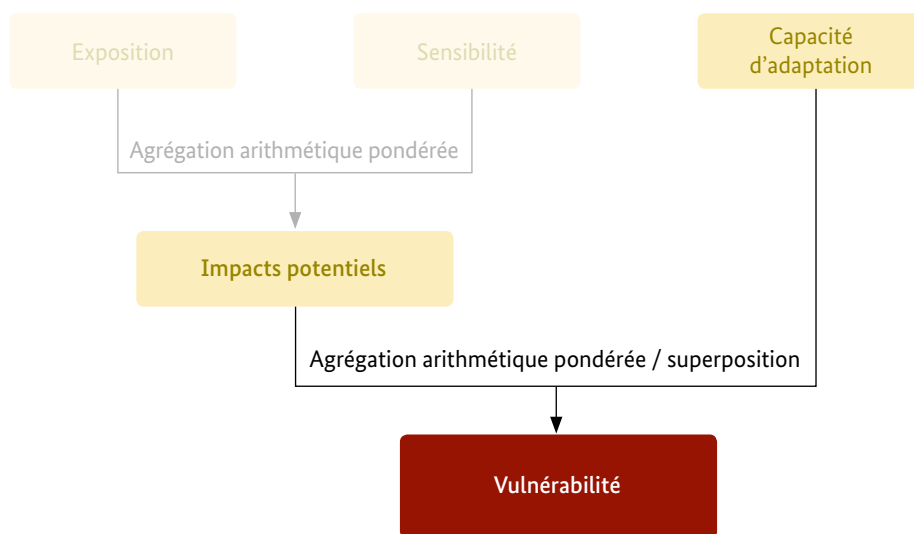 Exposition
Sensibilité
Capacité
d’adaptation
Agrégation arithmétique pondérée
Impacts potentiels
Agrégation arithmétique pondérée / superposition
Vulnérabilité